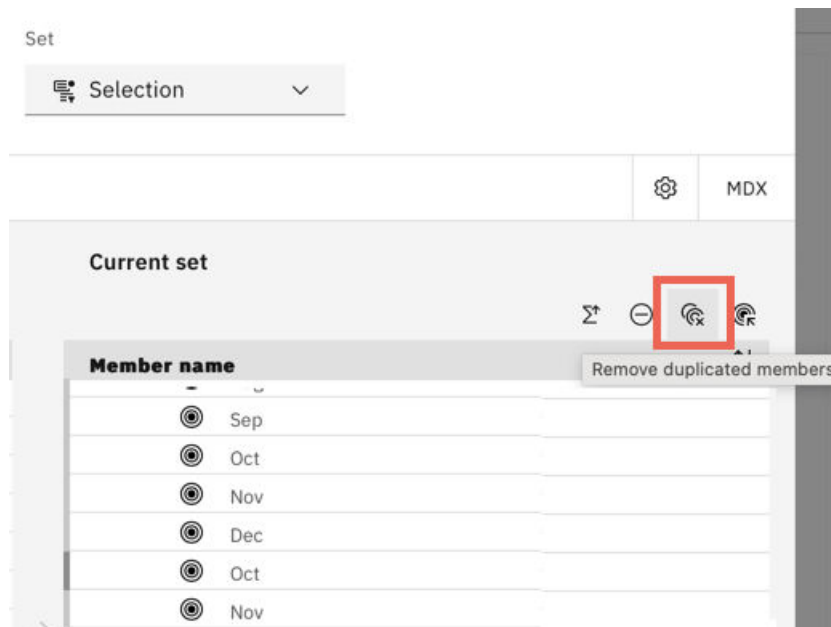 Set
Selection
MDX
Current set
Member name
Remove duplicated members
Sep
Oct
Nov
Dec
Oct
Nov